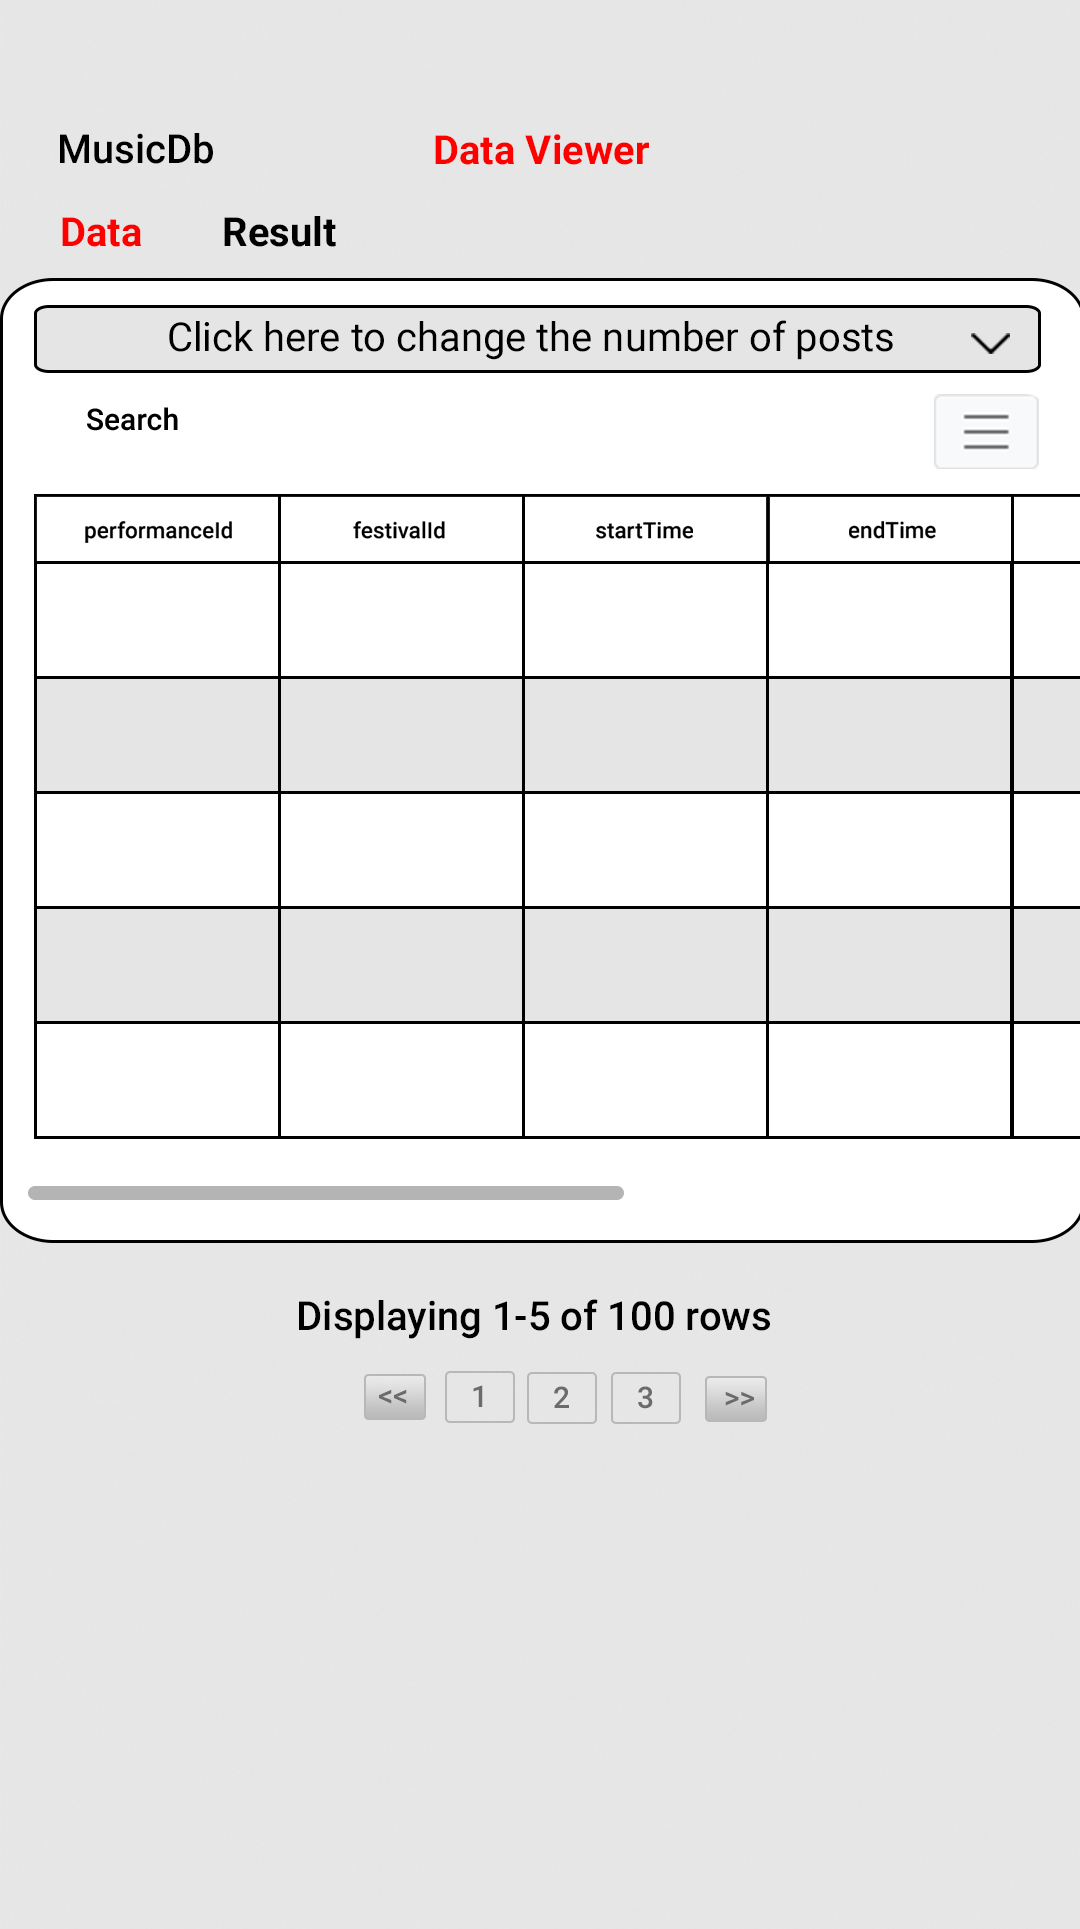 MusicDb Data Viewer
Data Result
Click here to change the number of posts
Search
performanceId festivalId startTime endTime
Displaying 1-5 of 100 rows
<< 1 2 3 >>